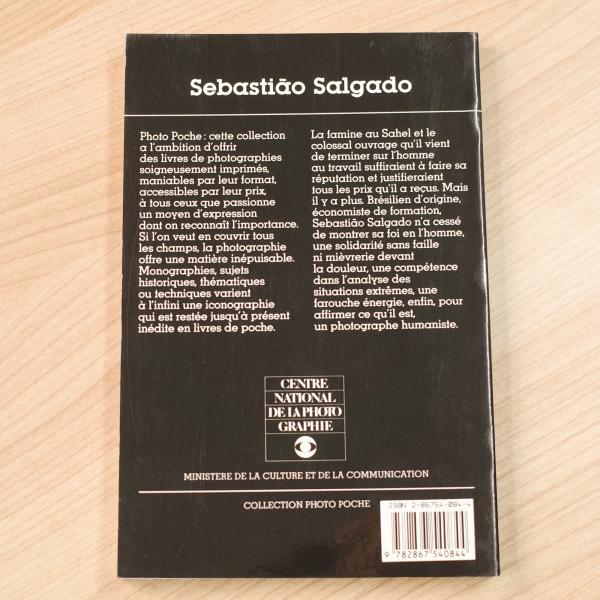 Sebastião Salgado
Photo Poche : cette collection
a l'ambition d'offrir
des livres de photographies
soigneusement imprimés,
maniables par leur format,
accessibles par leur prix,
à tous ceux que passionne
un moyen d'expression
dont on reconnaît l'importance.
Si l'on veut en couvrir tous
les champs, la photographie
offre une matière inépuisable.
Monographies, sujets
historiques, thématiques
ou techniques varient
à l'infini une iconographie
qui est restée jusqu'à présent
inédite en livres de poche.
La famine au Sahel et le
colossal ouvrage qu'il vient
de terminer sur l'homme
au travail suffiraient à faire sa
réputation et justifieraient
tous les prix qu'il a reçus. Mais
il y a plus. Brésilien d'origine,
économiste de formation,
Sebastião Salgado n'a cessé
de montrer sa foi en l'homme,
une solidarité sans faille
ni mièvrerie devant
la douleur, une compétence
dans l'analyse des
situations extrêmes, une
farouche énergie, enfin, pour
affirmer ce qu'il est,
un photographe humaniste.
CENTRE
NATIONAL
DE LA PHOTO
GRAPHIE
MINISTERE DE LA CULTURE ET DE LA COMMUNICATION
COLLECTION PHOTO POCHE
ISBN 2-86754-084-4
9 782867 540844